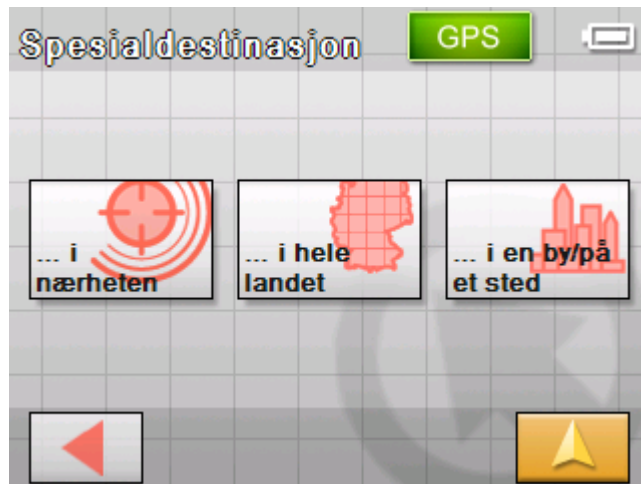 Spesialdestinasjon
GPS
... i
nærheten
... i hele
landet
... i en by/på
et sted